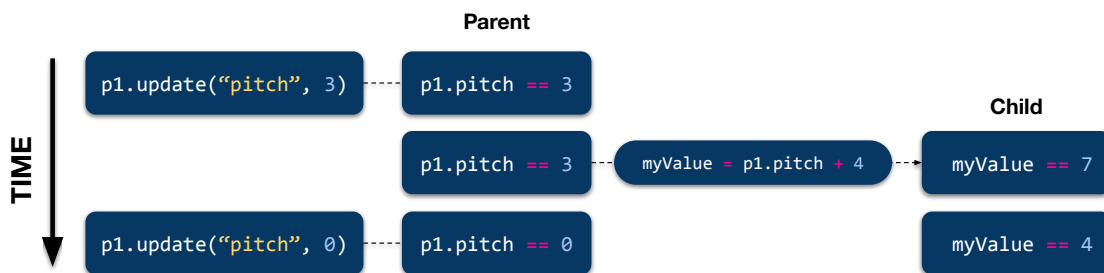 Parent
p1.update(“pitch”, 3)
p1.pitch == 3
Child
TIME
p1.pitch == 3
myValue = p1.pitch + 4
myValue == 7
p1.update(“pitch”, 0)
p1.pitch == 0
myValue == 4